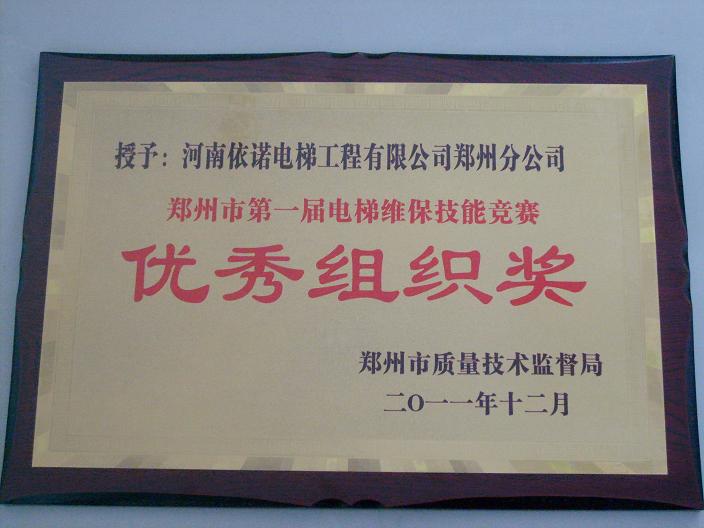 授予：河南依诺电梯工程有限公司郑州分公司
郑州市第一届电梯维保技能竞赛
优秀组织奖
郑州市质量技术监督局
二O一一年十二月